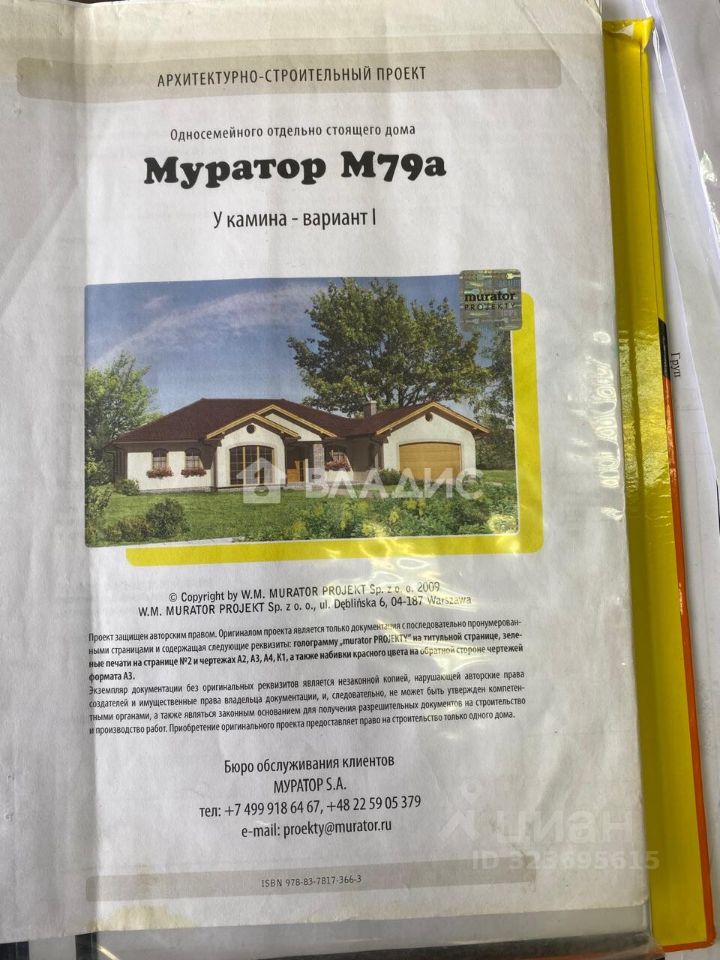 АРХИТЕКТУРНО-СТРОИТЕЛЬНЫЙ ПРОЕКТ
Односемейного отдельно стоящего дома
Муратор М79а
У камина - вариант I
murator
PROJEKTY
ВЛАДИС
Груп
© Copyright by W.M. MURATOR PROJEKT Sp. z o. o. 2009
W.M. MURATOR PROJEKT Sp. z o. o., ul. Dęblińska 6, 04-187 Warszawa
Проект защищен авторским правом. Оригиналом проекта является только документация с последовательно пронумерован-
ными страницами и содержащая следующие реквизиты: голограмму „murator PROJEKTY" на титульной странице, зеле-
ные печати на странице №2 и чертежах А2, А3, А4, К1, а также набивки красного цвета на обратной стороне чертежей
формата А3.
Экземпляр документации без оригинальных реквизитов является незаконной копией, нарушающей авторские права
создателей и имущественные права владельца документации, и, следовательно, не может быть утвержден компетен-
тными органами, а также являться законным основанием для получения разрешительных документов на строительство
и производство работ. Приобретение оригинального проекта предоставляет право на строительство только одного дома.
Бюро обслуживания клиентов
МУРАТОР S.A.
тел: +7 499 918 64 67, +48 22 59 05 379
e-mail: proekty@murator.ru
циан
ID 323695615
ISBN 978-83-7817-366-3